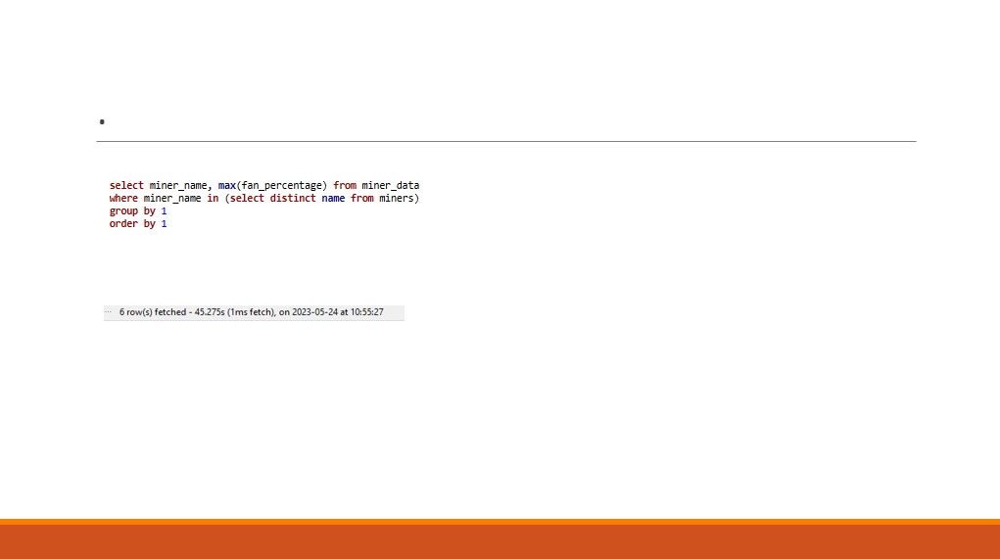 •
select miner_name, max(fan_percentage) from miner_data
where miner_name in (select distinct name from miners)
group by 1
order by 1
··· 6 row(s) fetched - 45.275s (1ms fetch), on 2023-05-24 at 10:55:27